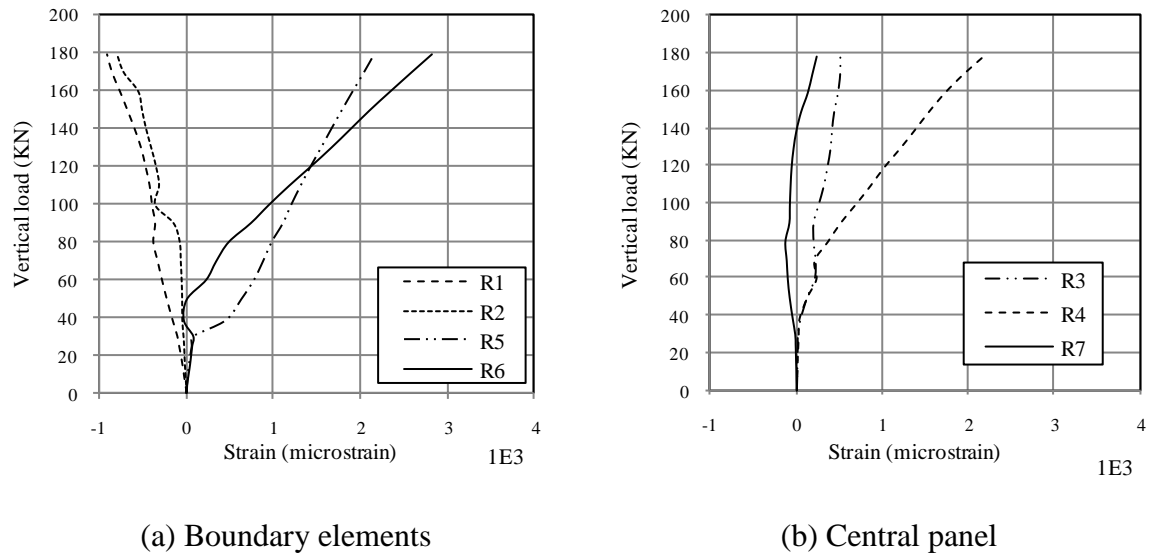 200
180
160
140
120
100
80
60
40
20
0
Vertical load (KN)
-1 0 1 2 3 4
Strain (microstrain)
1E3
R1
R2
R5
R6
(a) Boundary elements
200
180
160
140
120
100
80
60
40
20
0
Vertical load (KN)
-1 0 1 2 3 4
Strain (microstrain)
1E3
R3
R4
R7
(b) Central panel